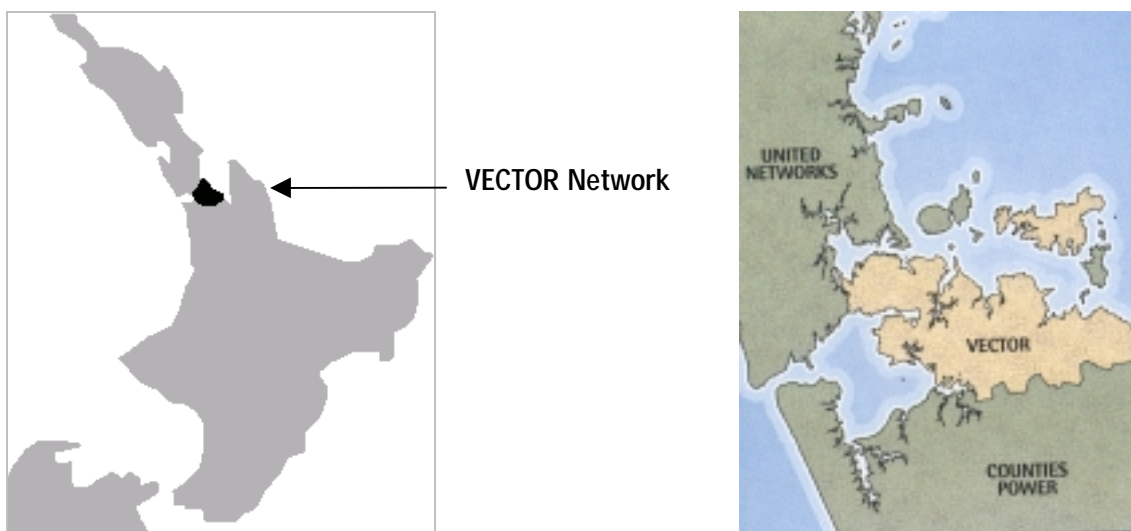 VECTOR Network
UNITED
NETWORKS
VECTOR
COUNTIES
POWER